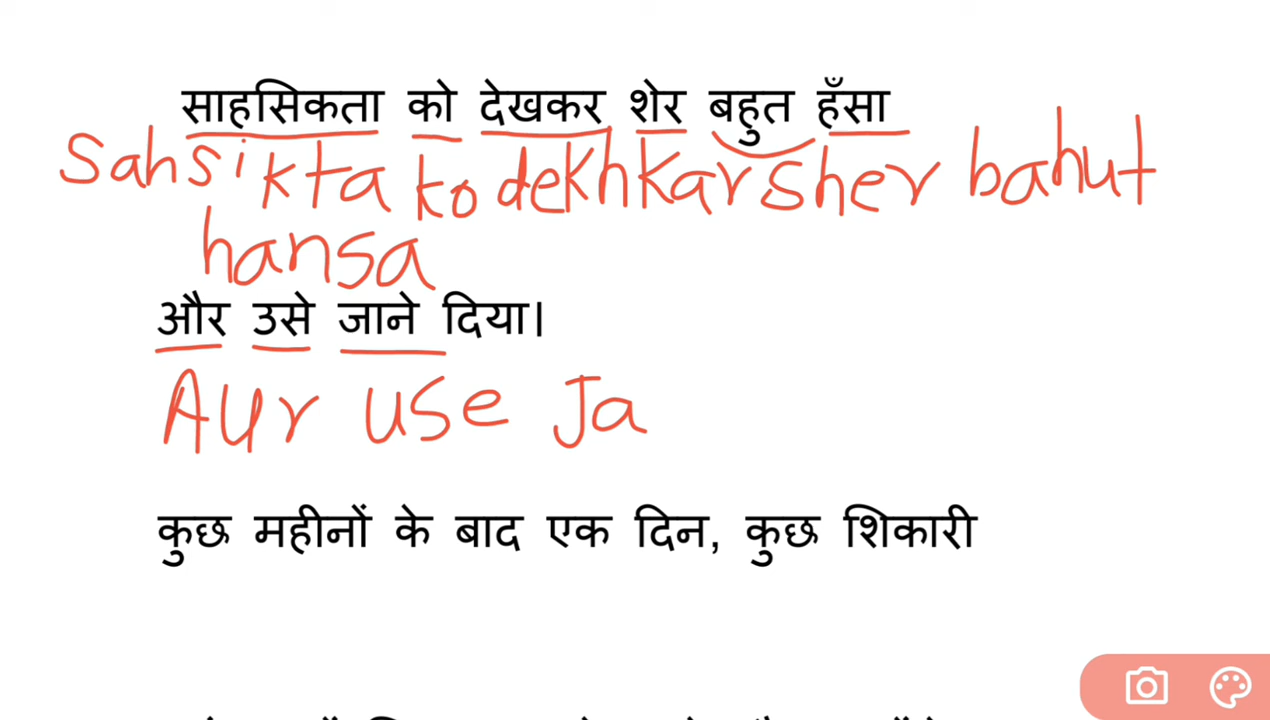 साहसिकता को देखकर शेर बहुत हँसा
Sahsikta ko dekhkar sher bahut
hansa
और उसे जाने दिया।
Aur use Ja
कुछ महीनों के बाद एक दिन, कुछ शिकारी